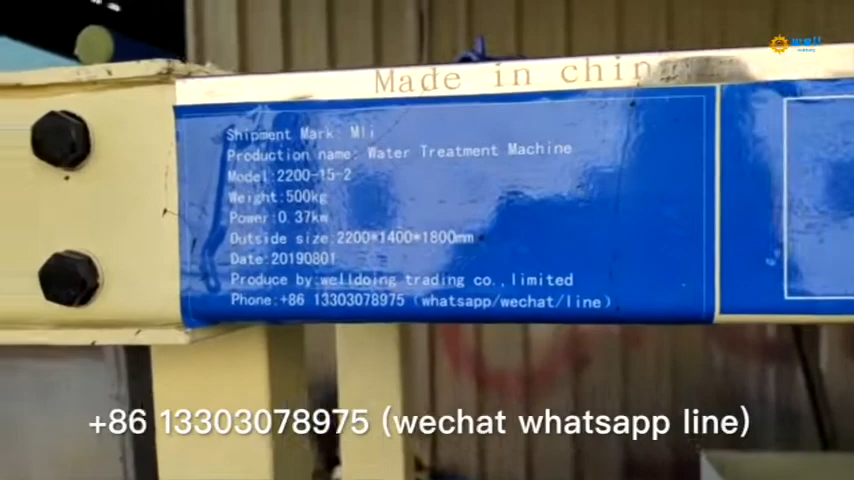 Made in china
Shipment Mark: Mli
Production name: Water Treatment Machine
Model:2200-15-2
Weight:500kg
Power:0.37kw
Outside size:2200*1400*1800mm
Date:20190801
Produce by:welldoing trading co.,limited
Phone:+86 13303078975 (whatsapp/wechat/line)
+86 13303078975 (wechat whatsapp line)